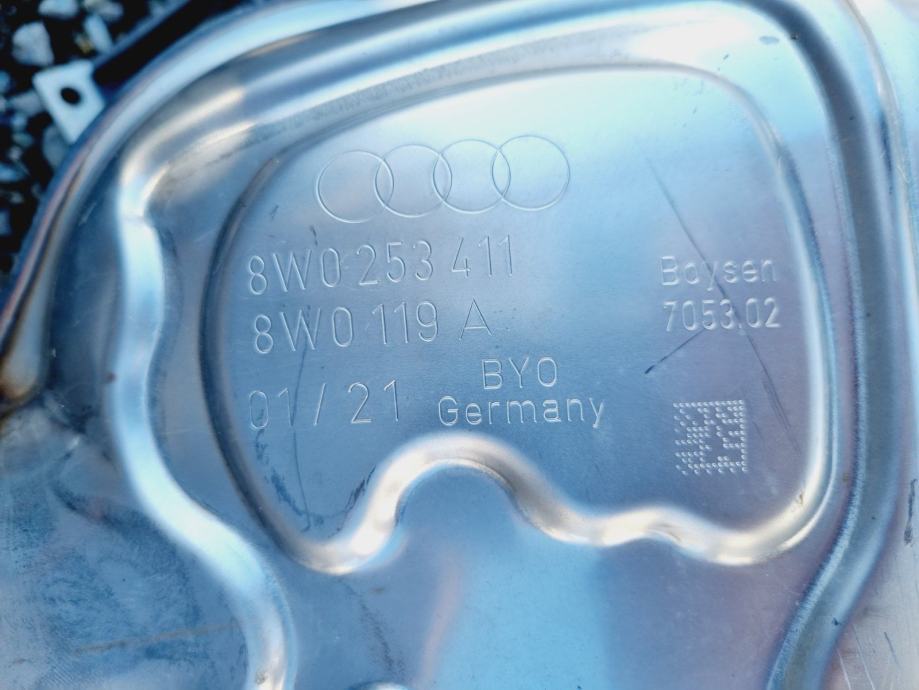 8W0 253 411
8W0 119 A
01/21
BYO
Germany
Boysen
7053.02